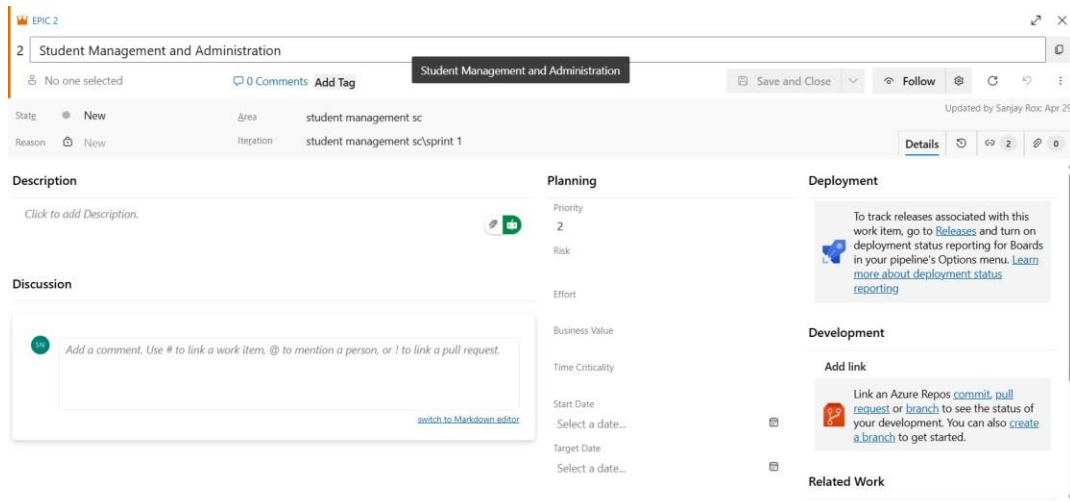 EPIC 2
2 Student Management and Administration
No one selected
0 Comments Add Tag
Student Management and Administration
Save and Close
Follow
State New
Area student management sc
Updated by Sanjay Rox: Apr 29
Reason New
Iteration student management sc\sprint 1
Details 2 0
Description
Click to add Description.
Discussion
SN
Add a comment. Use # to link a work item, @ to mention a person, or ! to link a pull request.
switch to Markdown editor
Planning
Priority
2
Risk
Effort
Business Value
Time Criticality
Start Date
Select a date...
Target Date
Select a date...
Deployment
To track releases associated with this
work item, go to Releases and turn on
deployment status reporting for Boards
in your pipeline's Options menu. Learn
more about deployment status
reporting
Development
Add link
Link an Azure Repos commit, pull
request or branch to see the status of
your development. You can also create
a branch to get started.
Related Work